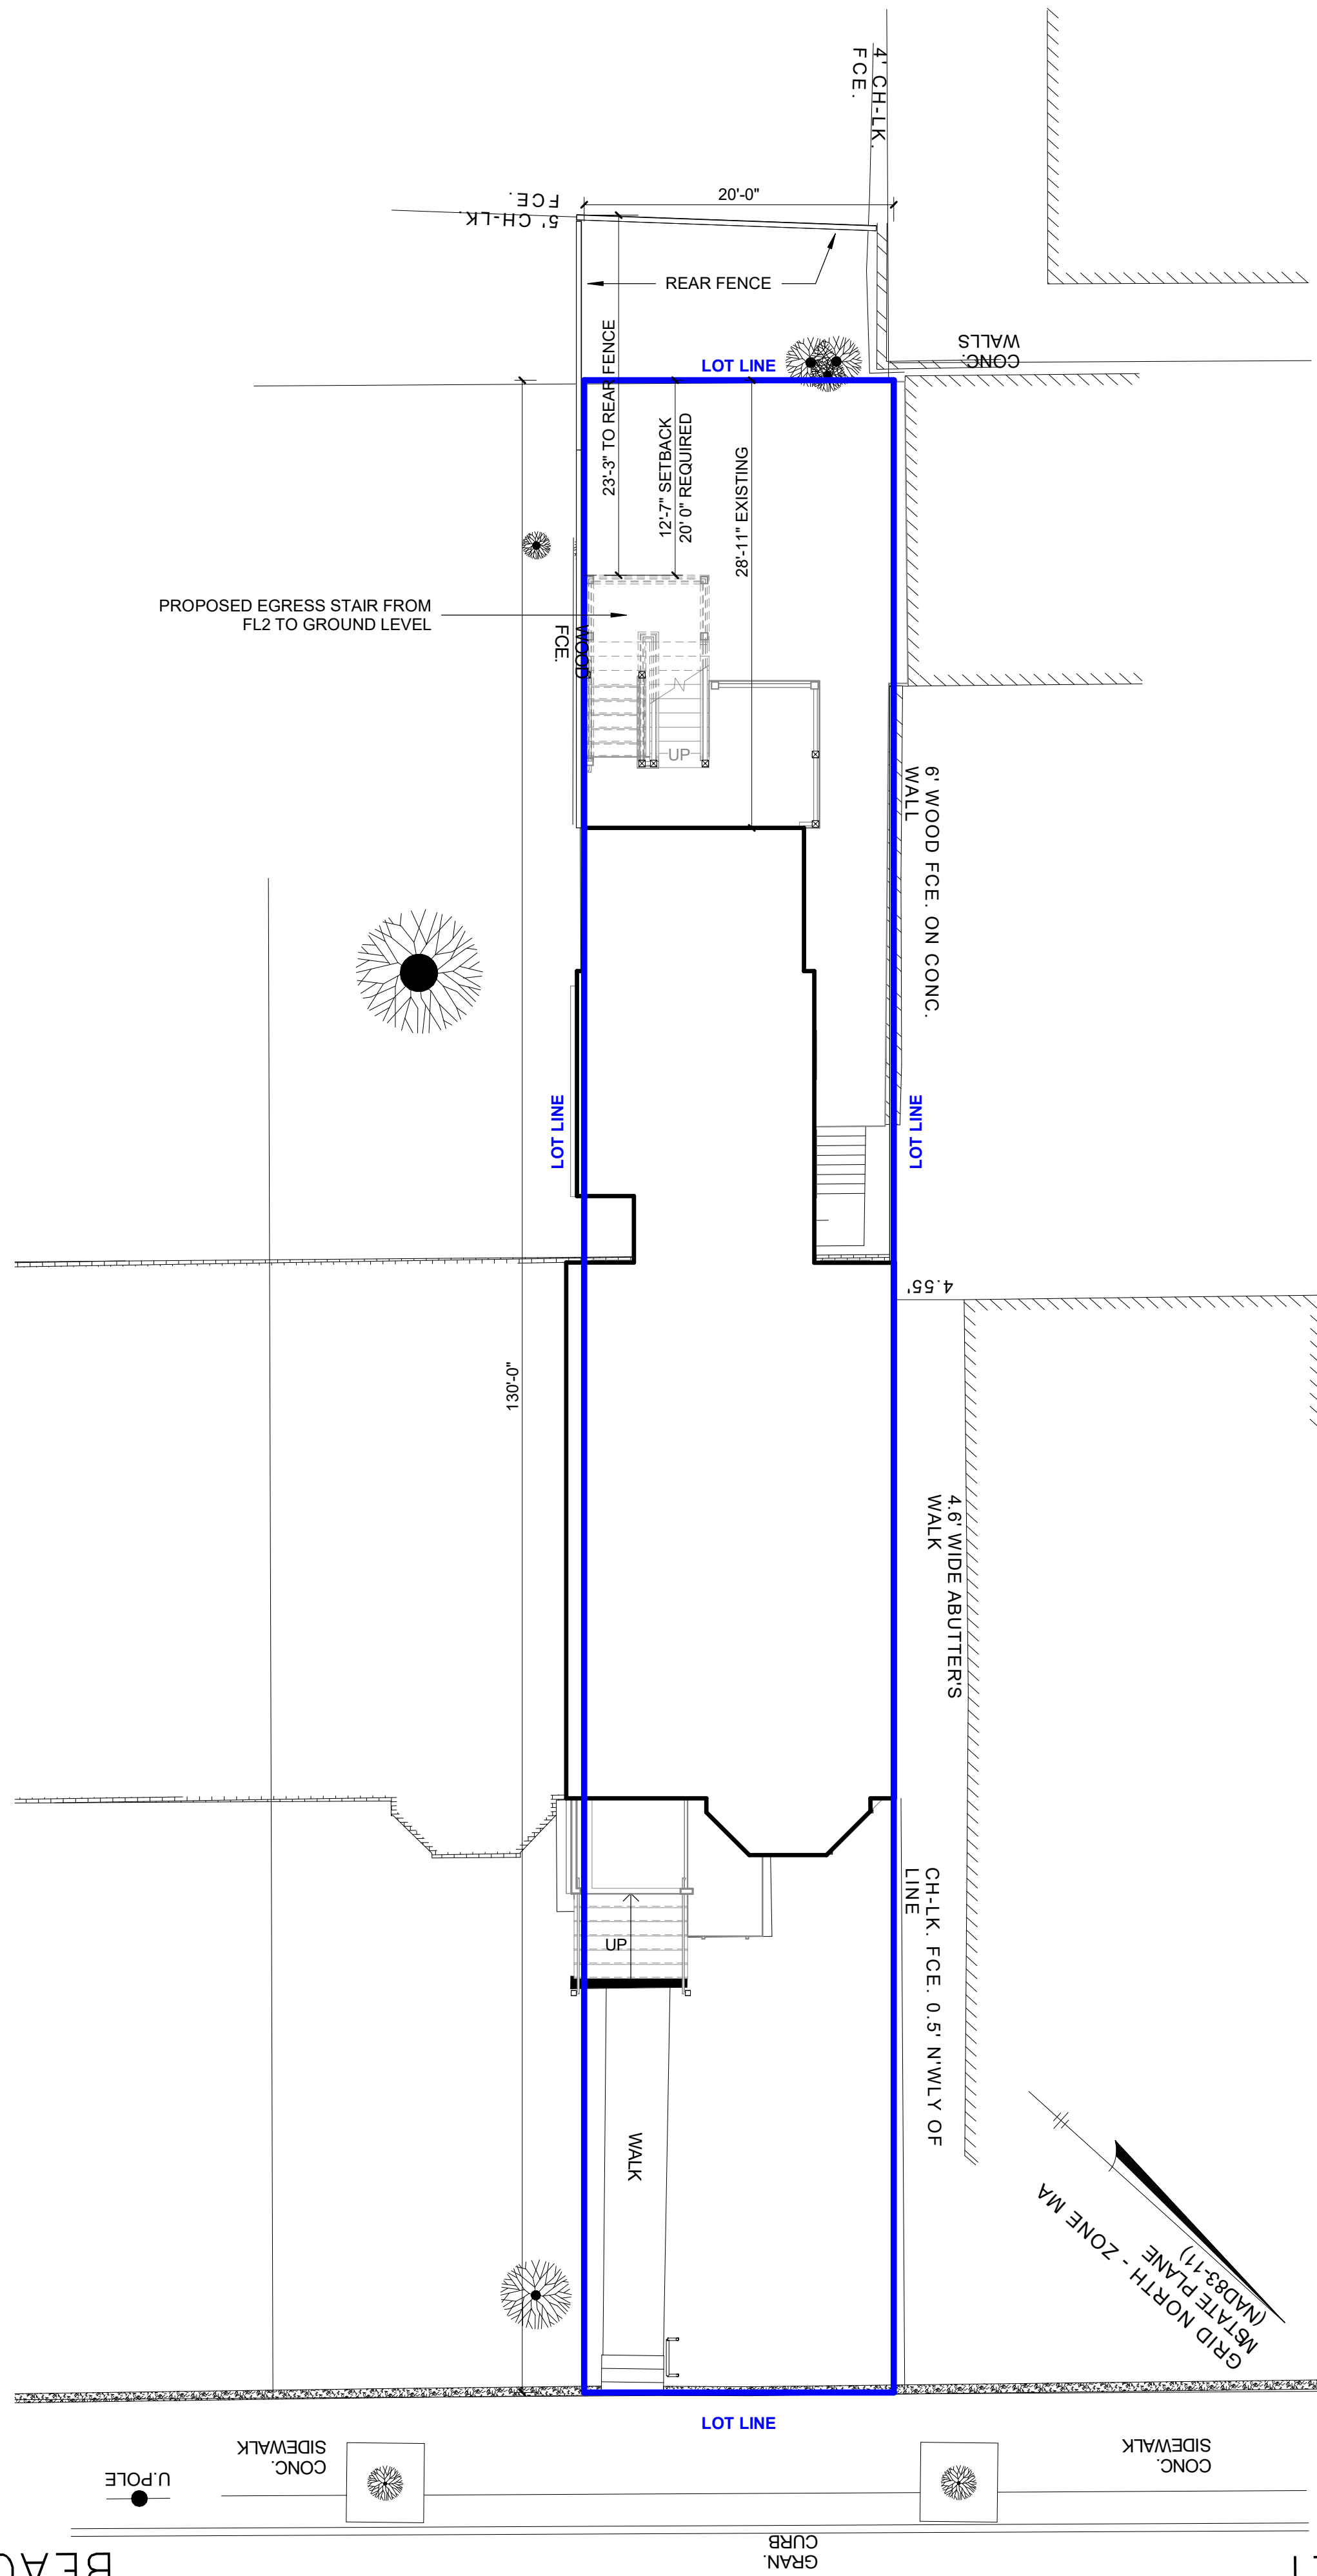 4' CH-LK.
FCE.
5' CH-LK.
FCE.
20'-0"
REAR FENCE
CONC.
WALLS
LOT LINE
23'-3" TO REAR FENCE
12'-7" SETBACK
20' 0" REQUIRED
28'-11" EXISTING
PROPOSED EGRESS STAIR FROM
FL2 TO GROUND LEVEL
WOOD
FCE.
UP
6' WOOD FCE. ON CONC.
WALL
LOT LINE
LOT LINE
4.55'
130'-0"
4.6' WIDE ABUTTER'S
WALK
CH-LK. FCE. 0.5' N'WLY OF
LINE
UP
WALK
GRID NORTH - ZONE MA
STATE PLANE
(NAD83-11)
LOT LINE
CONC.
SIDEWALK
CONC.
SIDEWALK
U.POLE
GRAN.
CURB